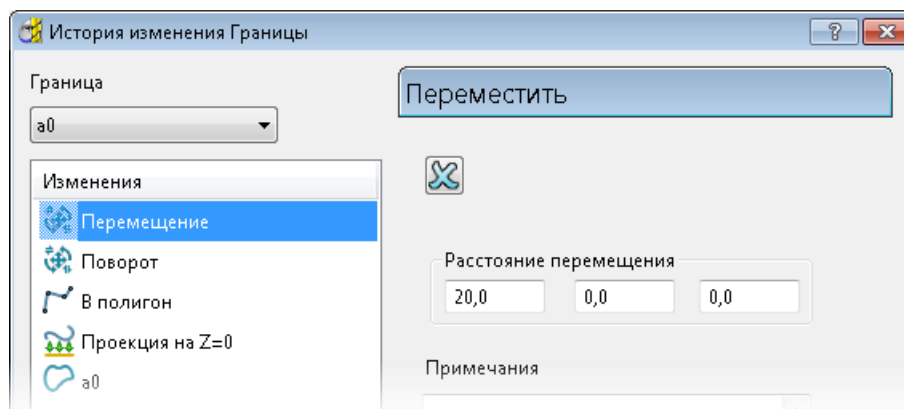 История изменения Границы
?
Граница
a0
Переместить
Изменения
Перемещение
Поворот
В полигон
Проекция на Z=0
a0
Расстояние перемещения
20,0 0,0 0,0
Примечания